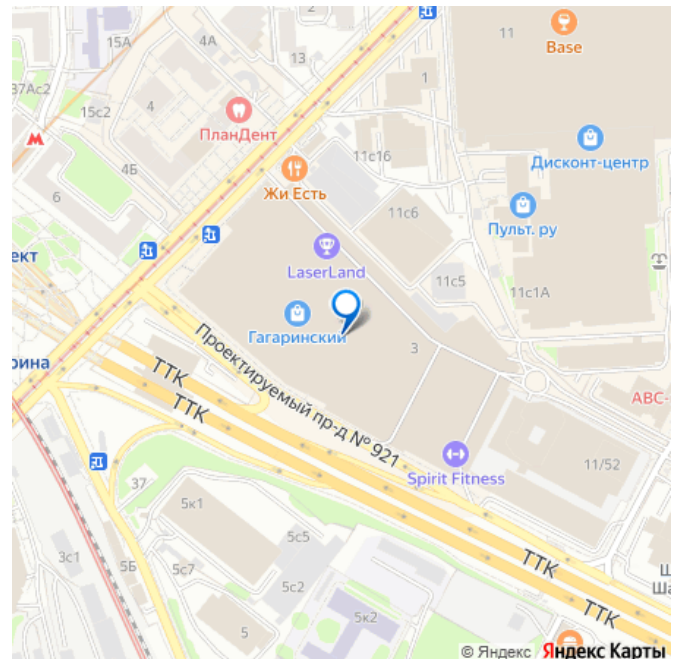 2
11
Base
15А
4А
13
1
37Ас2
15с2
4
ПланДент
4Б
11с16
Дисконт-центр
6
Жи Есть
11с6
Пульт. ру
ект
LaserLand
11с5
11с1А
Гагаринский
3
рина
ТТК
Проектируемый пр-д № 921
АВС-
ТТК
Spirit Fitness
11/52
37
5к1
3с1
5Б
5с7
5с5
5с2
5к2
5
ТТК
ТТК
Ш
Ша
© Яндекс Яндекс Карты